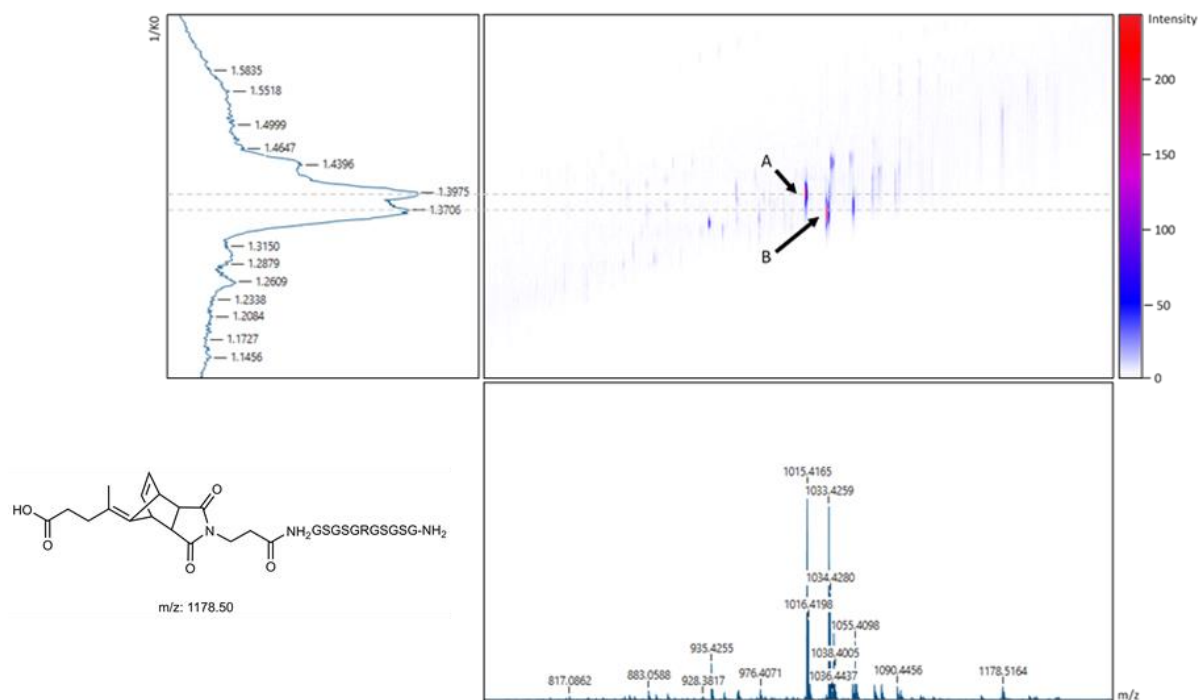 1/K0
1.5835
1.5518
1.4999
1.4647
1.4396
1.3975
1.3706
1.3150
1.2879
1.2609
1.2338
1.2084
1.1727
1.1456
A
B
Intensity
200
150
100
50
0
HO
O
O
O
N
O
NH2GSGSGRGSGSG-NH2
m/z: 1178.50
1015.4165
1033.4259
1034.4280
1016.4198
1055.4098
1038.4005
1036.4437
935.4255
976.4071
928.3817
883.0588
817.0862
1090.4456
1178.5164
m/z